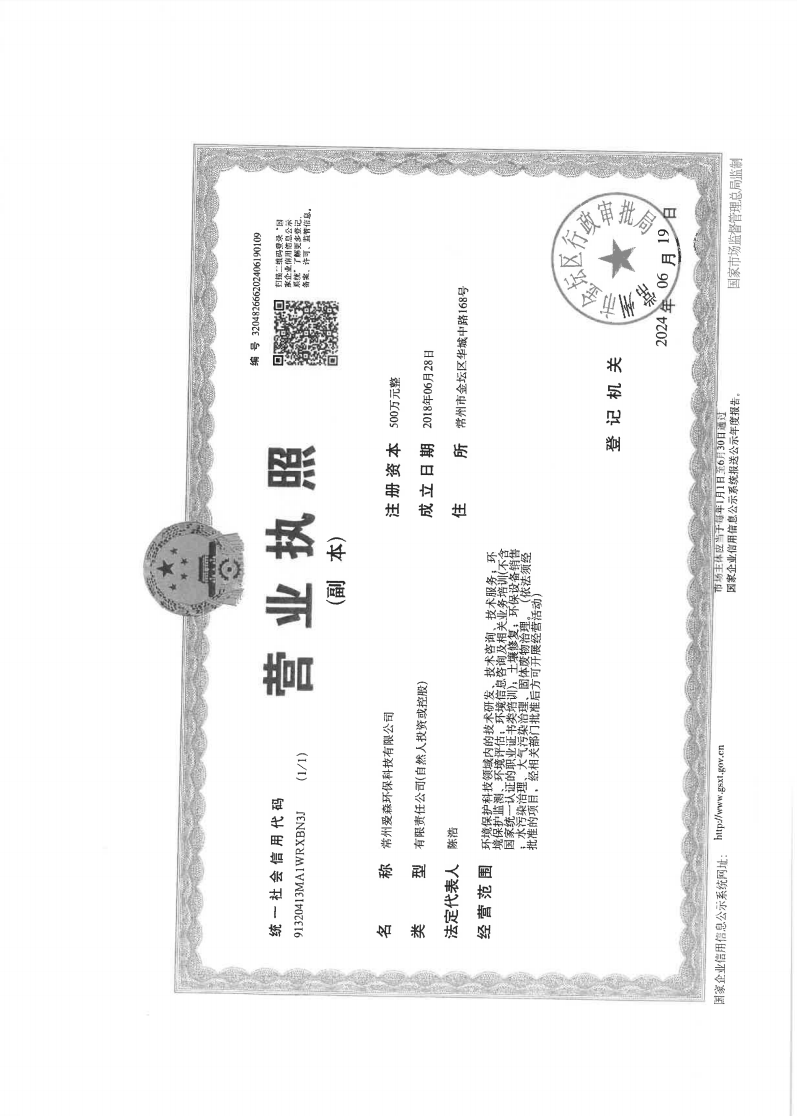 编 号 320482666202406190109
统 一 社 会 信 用 代 码
91320413MA1WRXBN3J (1/1)
营业执照
(副 本)
扫描二维码登录“国
家企业信用信息公示
系统”了解更多登记、
备案、许可、监管信息。
名 称 常州爱森环保科技有限公司
类 型 有限责任公司(自然人投资或控股)
法定代表人 陈浩
经 营 范 围 环境保护科技领域内的技术研发、技术咨询、技术服务；环
境保护监测、环境评估；环境信息咨询及相关业务培训(不含
国家统一认证的职业证书类培训)；土壤修复；环保设备销售
；水污染治理、大气污染治理、固体废物治理。(依法须经
批准的项目，经相关部门批准后方可开展经营活动)
注 册 资 本 500万元整
成 立 日 期 2018年06月28日
住 所 常州市金坛区华城中路168号
登 记 机 关
常州市金坛区行政审批局
2024 年 06 月 19 日
国家企业信用信息公示系统网址: http://www.gsxt.gov.cn
市场主体应当于每年1月1日至6月30日通过
国家企业信用信息公示系统报送公示年度报告。
国家市场监督管理总局监制